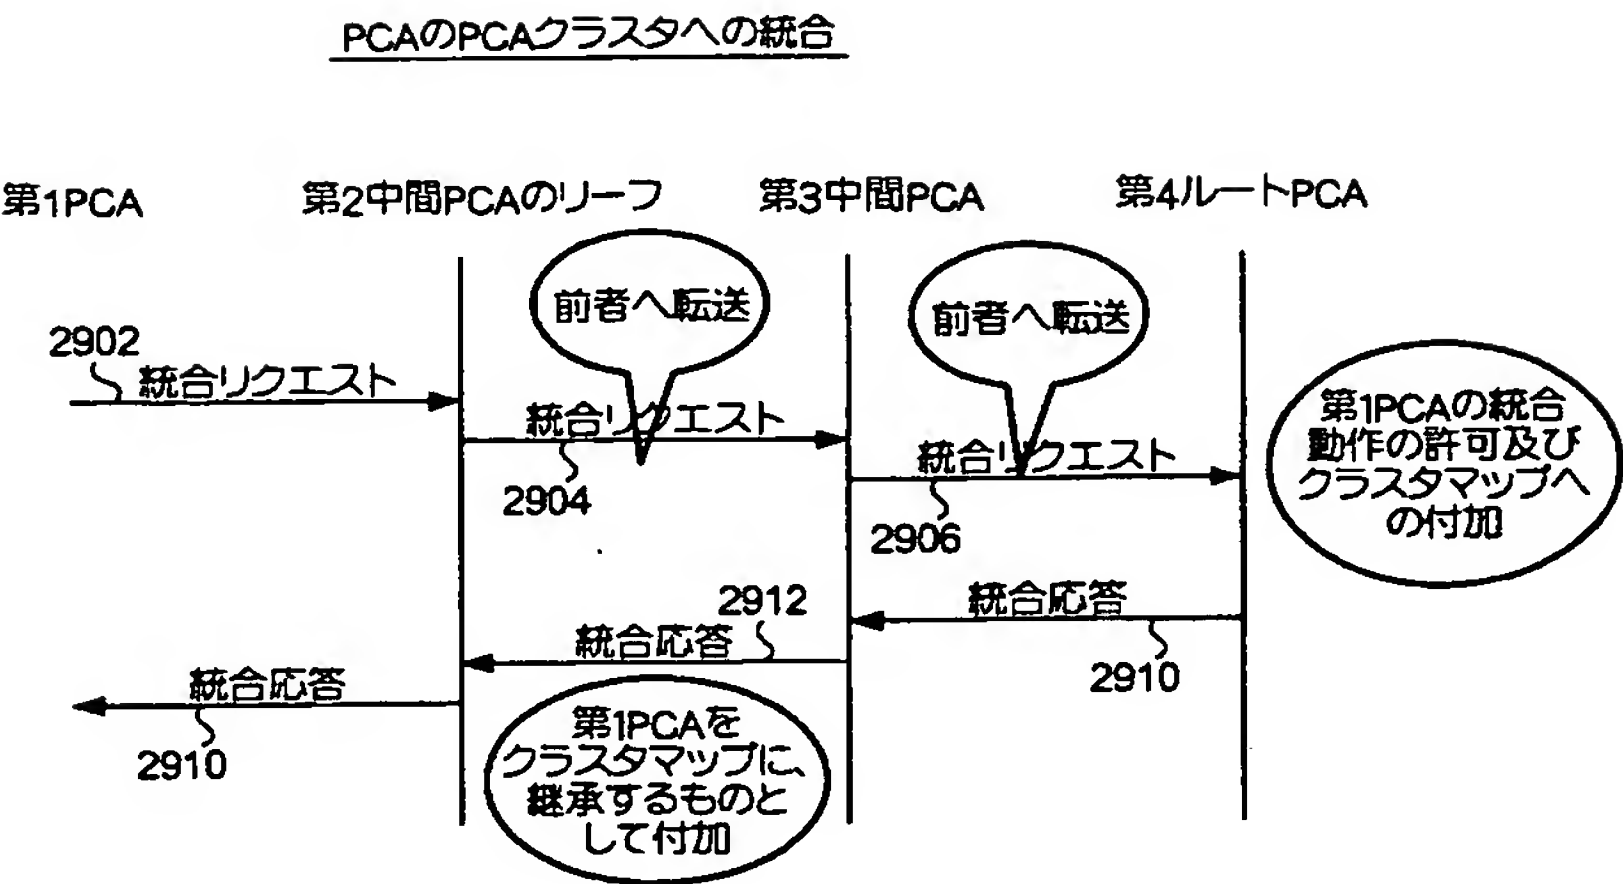 PCAのPCAクラスタへの統合
第1PCA
第2中間PCAのリーフ
第3中間PCA
第4ルートPCA
前者へ転送
前者へ転送
2902
統合リクエスト
統合リクエスト
2904
統合リクエスト
2906
第1PCAの統合
動作の許可及び
クラスタマップへ
の付加
統合応答
2910
2912
統合応答
統合応答
2910
第1PCAを
クラスタマップに、
継承するものと
して付加